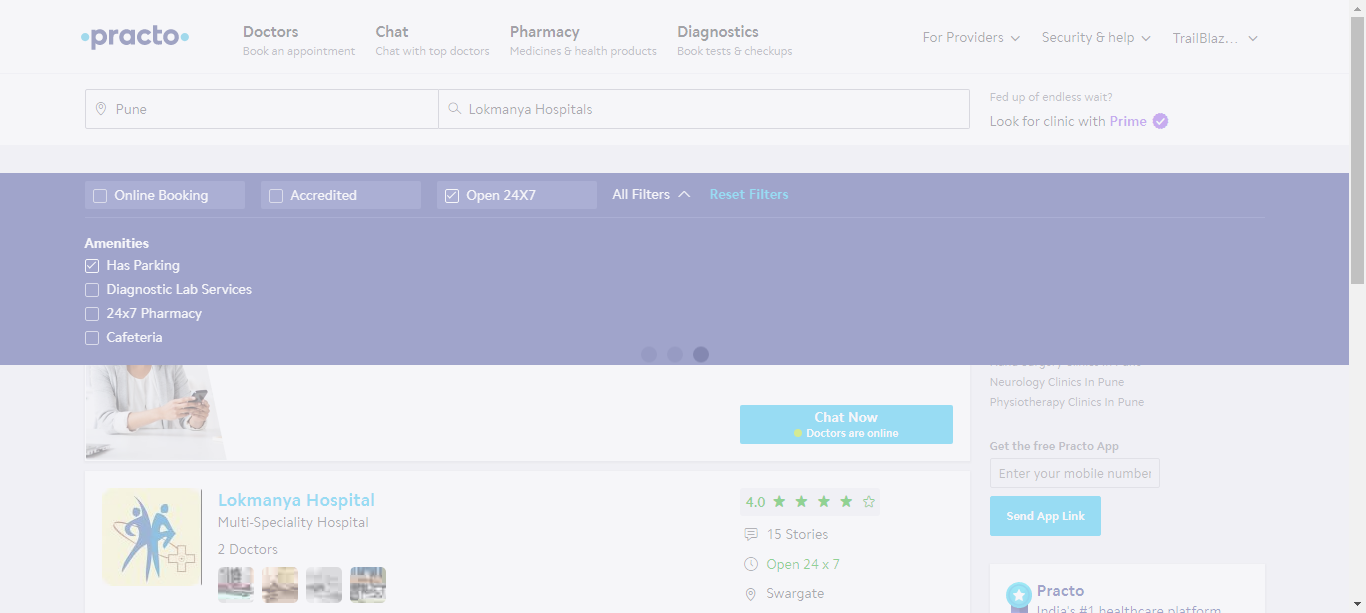 practo
Doctors
Book an appointment
Chat
Chat with top doctors
Pharmacy
Medicines & health products
Diagnostics
Book tests & checkups
For Providers
Security & help
TrailBlaz...
Pune
Lokmanya Hospitals
Fed up of endless wait?
Look for clinic with Prime
Online Booking
Accredited
Open 24X7
All Filters
Reset Filters
Amenities
Has Parking
Diagnostic Lab Services
24x7 Pharmacy
Cafeteria
Neurology Clinics In Pune
Physiotherapy Clinics In Pune
Chat Now
Doctors are online
Get the free Practo App
Enter your mobile number
Send App Link
Lokmanya Hospital
Multi-Speciality Hospital
2 Doctors
4.0
15 Stories
Open 24 x 7
Swargate
Practo
India's #1 healthcare platform